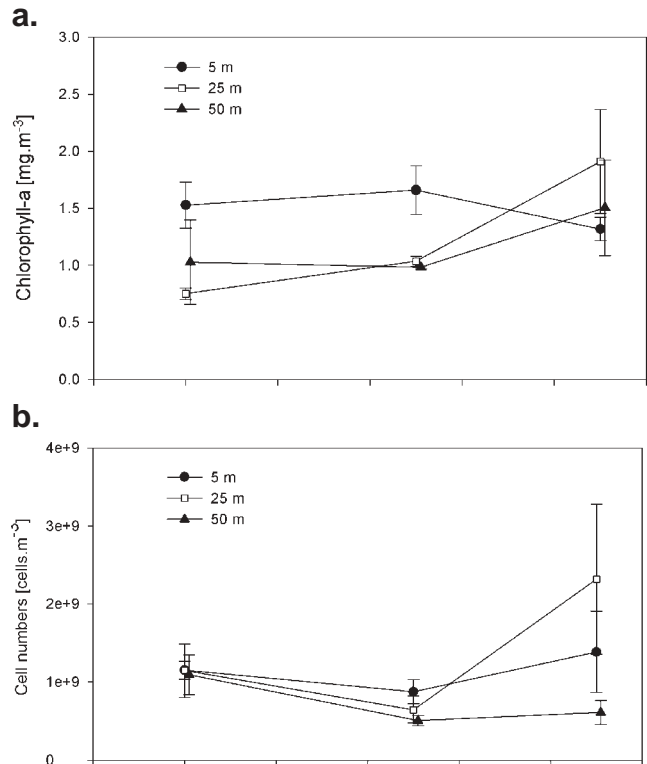 a.
3.0
2.5
2.0
1.5
1.0
0.5
0.0
Chlorophyll-a [mg.m⁻³]
5 m
25 m
50 m
b.
4e+9
3e+9
2e+9
1e+9
0
Cell numbers [cells.m⁻³]
5 m
25 m
50 m